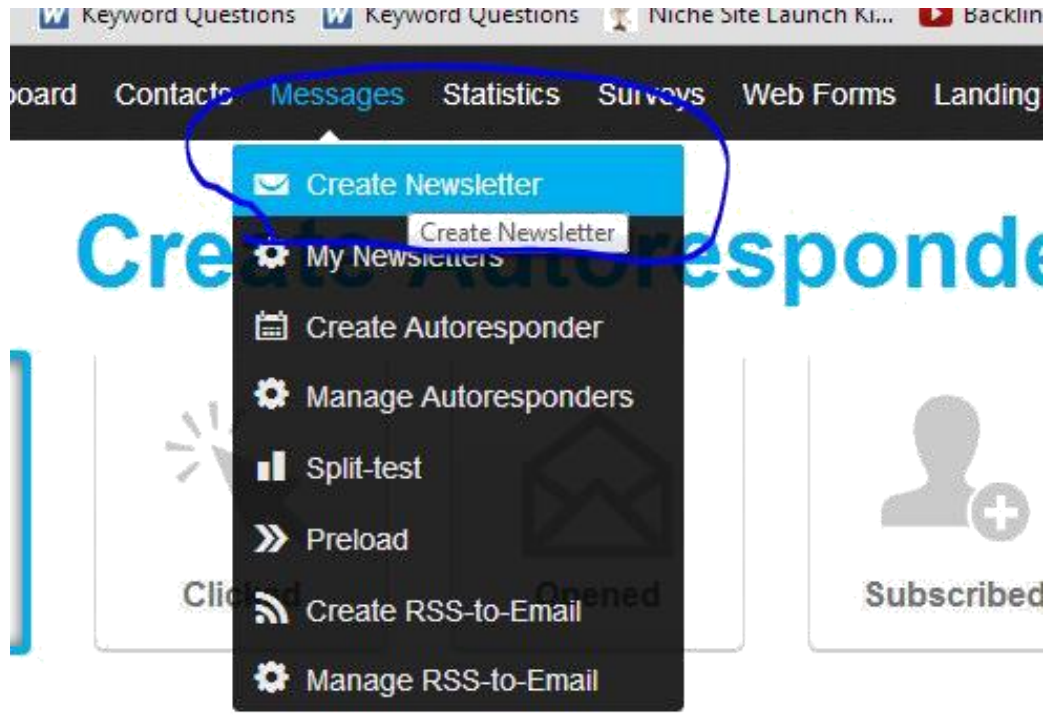 Keyword Questions Keyword Questions Niche Site Launch Ki... Backlin
board Contacts Messages Statistics Surveys Web Forms Landing
Create Newsletter
Create Newsletter
Create Autoresponde
My Newsletters
Create Autoresponder
Manage Autoresponders
Split-test
Preload
Clicked Opened Subscribed
Create RSS-to-Email
Manage RSS-to-Email